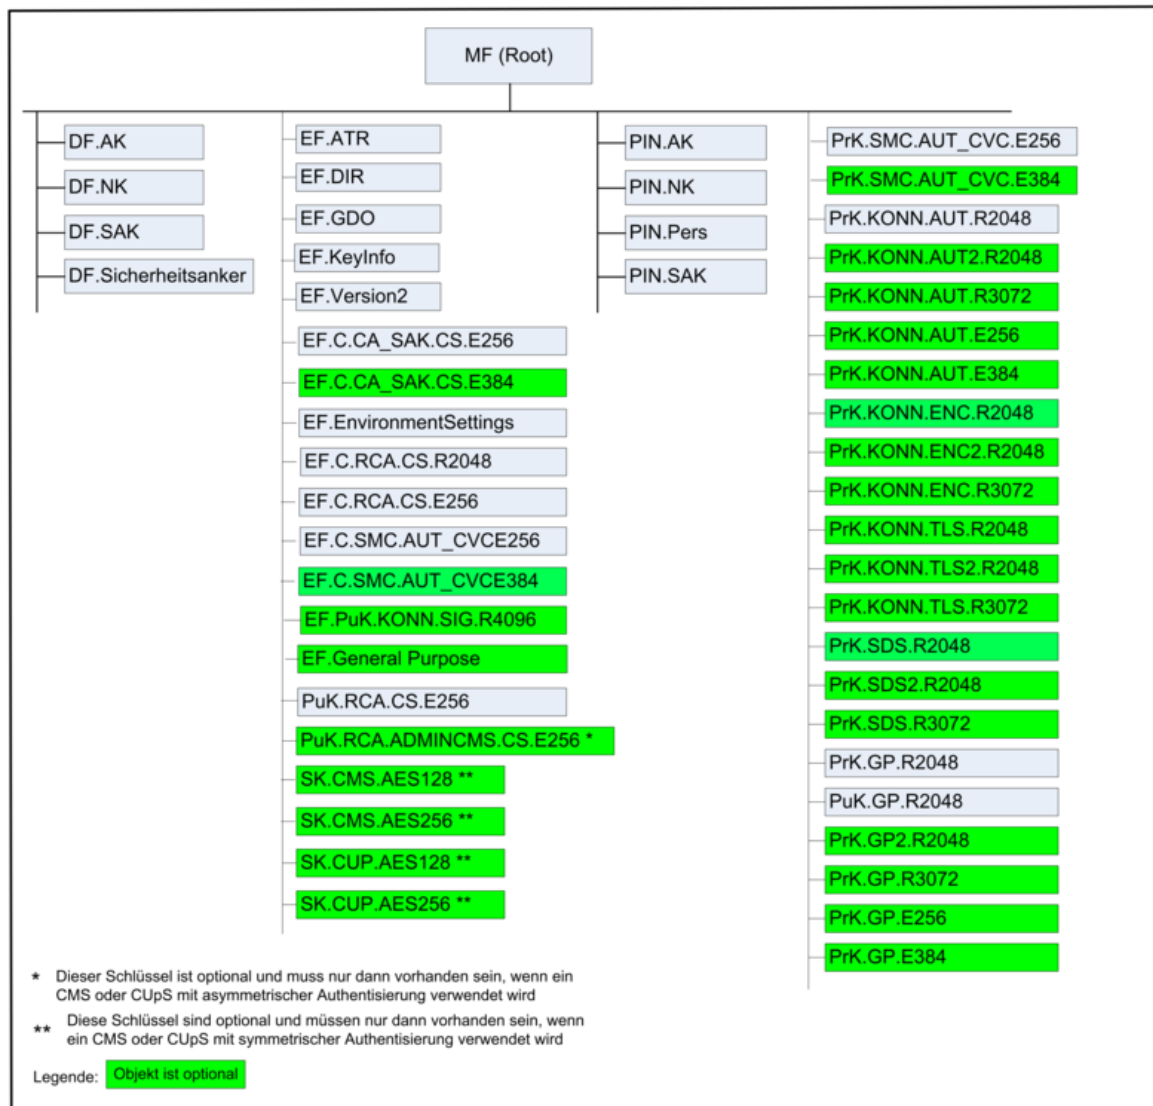 MF (Root)
DF.AK
DF.NK
DF.SAK
DF.Sicherheitsanker
EF.ATR
EF.DIR
EF.GDO
EF.KeyInfo
EF.Version2
EF.C.CA_SAK.CS.E256
EF.C.CA_SAK.CS.E384
EF.EnvironmentSettings
EF.C.RCA.CS.R2048
EF.C.RCA.CS.E256
EF.C.SMC.AUT_CVCE256
EF.C.SMC.AUT_CVCE384
EF.PuK.KONN.SIG.R4096
EF.General Purpose
PuK.RCA.CS.E256
PuK.RCA.ADMINCMS.CS.E256 *
SK.CMS.AES128 **
SK.CMS.AES256 **
SK.CUP.AES128 **
SK.CUP.AES256 **
PIN.AK
PIN.NK
PIN.Pers
PIN.SAK
PrK.SMC.AUT_CVC.E256
PrK.SMC.AUT_CVC.E384
PrK.KONN.AUT.R2048
PrK.KONN.AUT2.R2048
PrK.KONN.AUT.R3072
PrK.KONN.AUT.E256
PrK.KONN.AUT.E384
PrK.KONN.ENC.R2048
PrK.KONN.ENC2.R2048
PrK.KONN.ENC.R3072
PrK.KONN.TLS.R2048
PrK.KONN.TLS2.R2048
PrK.KONN.TLS.R3072
PrK.SDS.R2048
PrK.SDS2.R2048
PrK.SDS.R3072
PrK.GP.R2048
PuK.GP.R2048
PrK.GP2.R2048
PrK.GP.R3072
PrK.GP.E256
PrK.GP.E384
* Dieser Schlüssel ist optional und muss nur dann vorhanden sein, wenn ein
CMS oder CUpS mit asymmetrischer Authentisierung verwendet wird
** Diese Schlüssel sind optional und müssen nur dann vorhanden sein, wenn
ein CMS oder CUpS mit symmetrischer Authentisierung verwendet wird
Legende: Objekt ist optional